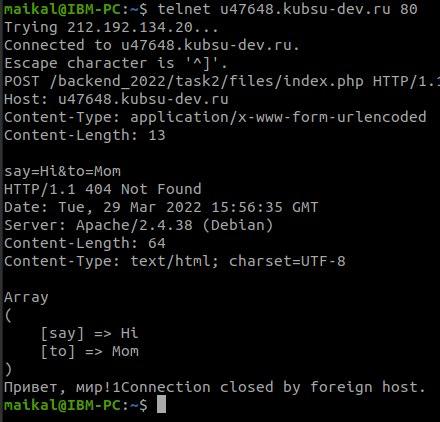 maikal@IBM-PC:~$ telnet u47648.kubsu-dev.ru 80
Trying 212.192.134.20...
Connected to u47648.kubsu-dev.ru.
Escape character is '^]'.
POST /backend_2022/task2/files/index.php HTTP/1.1
Host: u47648.kubsu-dev.ru
Content-Type: application/x-www-form-urlencoded
Content-Length: 13

say=Hi&to=Mom
HTTP/1.1 404 Not Found
Date: Tue, 29 Mar 2022 15:56:35 GMT
Server: Apache/2.4.38 (Debian)
Content-Length: 64
Content-Type: text/html; charset=UTF-8

Array
(
    [say] => Hi
    [to] => Mom
)
Привет, мир!1Connection closed by foreign host.
maikal@IBM-PC:~$